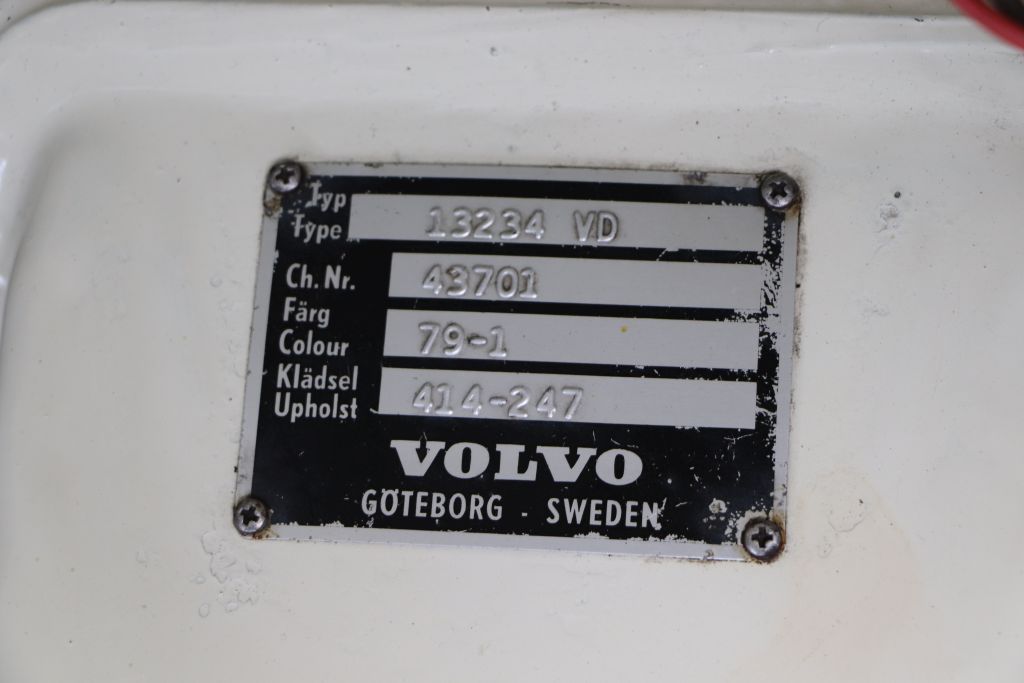 Typ
Type 13234 VD
Ch. Nr. 43701
Färg
Colour 79-1
Klädsel
Upholst 414-247
VOLVO
GÖTEBORG - SWEDEN